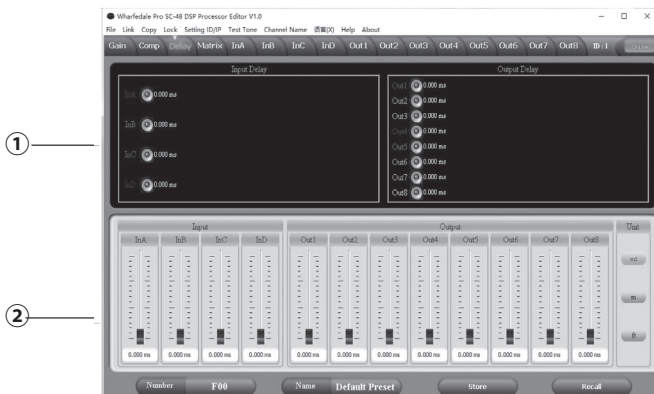 Wharfedale Pro SC-48 DSP Processor Editor V1.0
File Link Copy Lock Setting ID/IP Test Tone Channel Name 语言(X) Help About
Gain Comp Delay Matrix InA InB InC InD Out1 Out2 Out3 Out4 Out5 Out6 Out7 Out8 ID:1
Input Delay
InA 0.000 ms
InB 0.000 ms
InC 0.000 ms
InD 0.000 ms
Output Delay
Out1 0.000 ms
Out2 0.000 ms
Out3 0.000 ms
Out4 0.000 ms
Out5 0.000 ms
Out6 0.000 ms
Out7 0.000 ms
Out8 0.000 ms
1
Input Output Unit
InA InB InC InD Out1 Out2 Out3 Out4 Out5 Out6 Out7 Out8
ms
m
ft
2
0.000 ms 0.000 ms 0.000 ms 0.000 ms 0.000 ms 0.000 ms 0.000 ms 0.000 ms 0.000 ms 0.000 ms 0.000 ms 0.000 ms
Number F00 Name Default Preset Store Recall